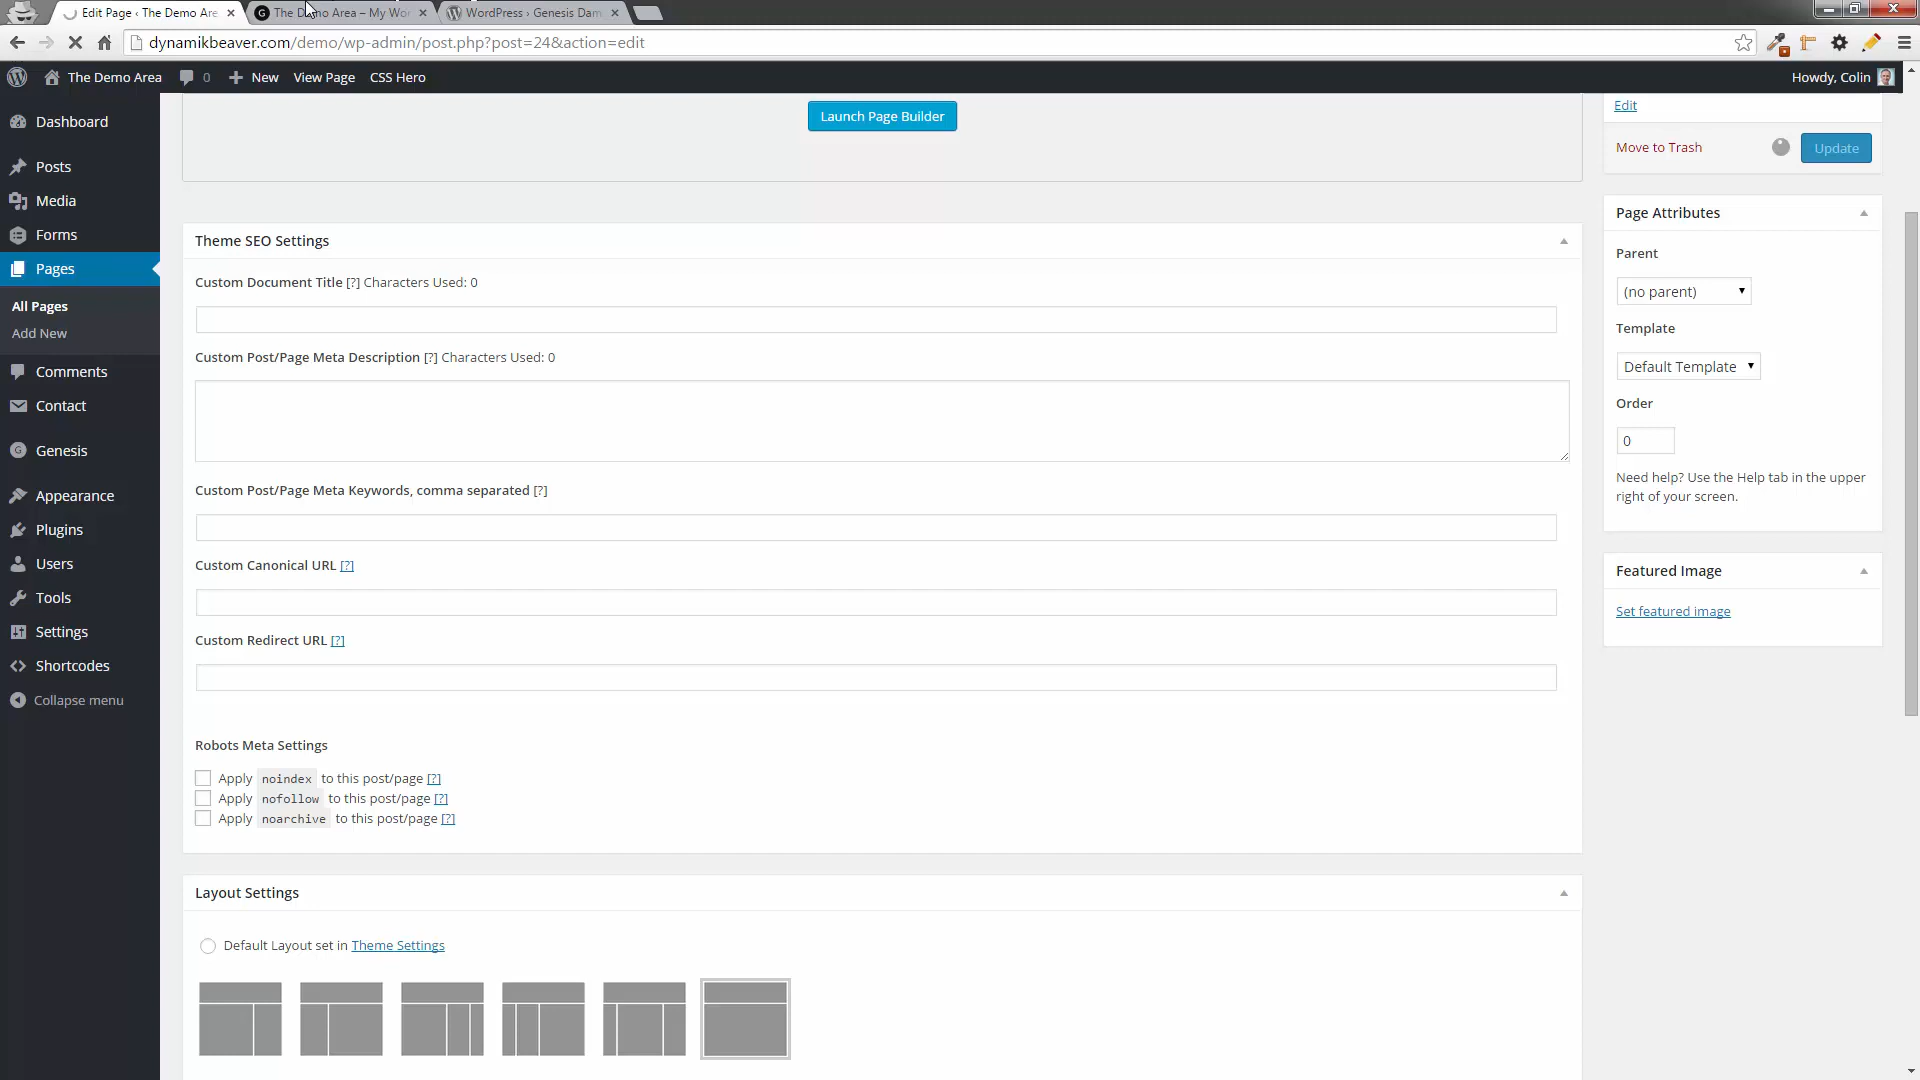 Edit Page ‹ The Demo Are
The Demo Area – My Wo
WordPress › Genesis Dam
dynamikbeaver.com/demo/wp-admin/post.php?post=24&action=edit
The Demo Area
0
New
View Page
CSS Hero
Howdy, Colin
Dashboard
Posts
Media
Forms
Pages
All Pages
Add New
Comments
Contact
Genesis
Appearance
Plugins
Users
Tools
Settings
Shortcodes
Collapse menu
Launch Page Builder
Theme SEO Settings
Custom Document Title [?] Characters Used: 0
Custom Post/Page Meta Description [?] Characters Used: 0
Custom Post/Page Meta Keywords, comma separated [?]
Custom Canonical URL [?]
Custom Redirect URL [?]
Robots Meta Settings
Apply noindex to this post/page [?]
Apply nofollow to this post/page [?]
Apply noarchive to this post/page [?]
Layout Settings
Default Layout set in Theme Settings
Edit
Move to Trash
Update
Page Attributes
Parent
(no parent)
Template
Default Template
Order
0
Need help? Use the Help tab in the upper
right of your screen.
Featured Image
Set featured image